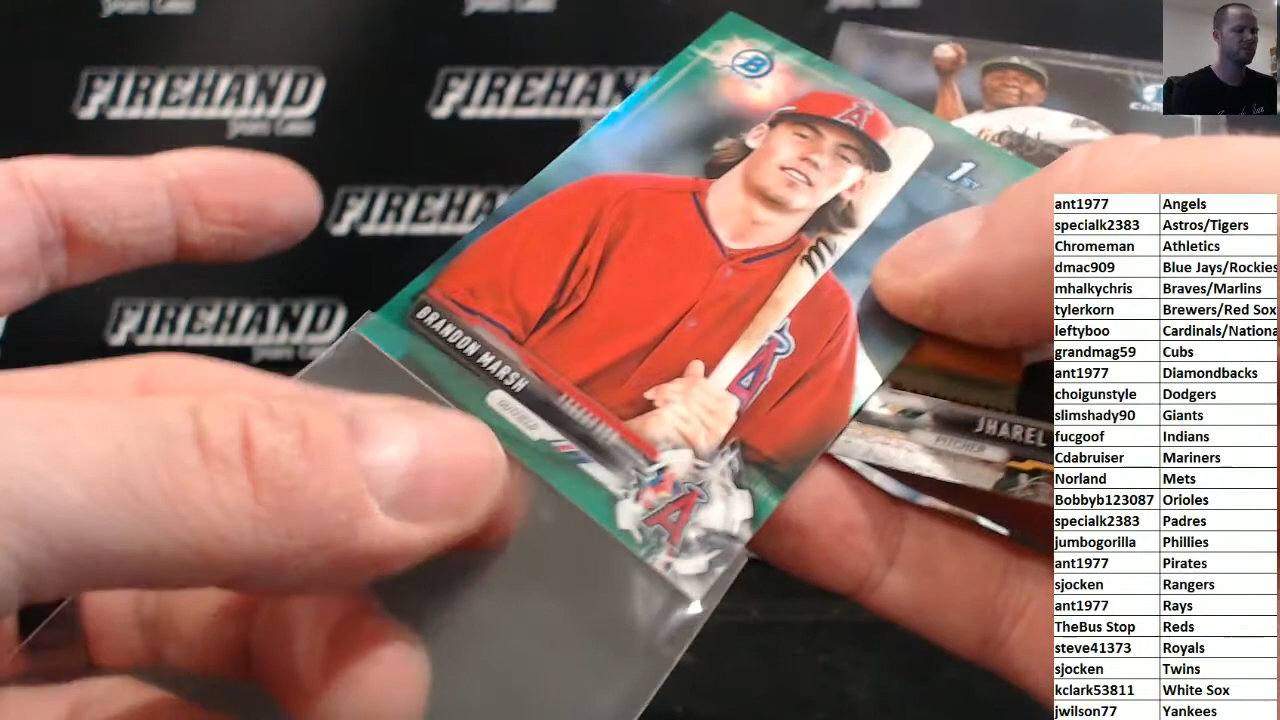 FIREHAND
FIREHAND
FIREHA
FIREHAND
B
1ST
A
BRANDON MARSH
OUTFIELD
A
JHAREL
PITCHER
ant1977 Angels
specialk2383 Astros/Tigers
Chromeman Athletics
dmac909 Blue Jays/Rockies
mhalkychris Braves/Marlins
tylerkorn Brewers/Red Sox
leftyboo Cardinals/Nationa
grandmag59 Cubs
ant1977 Diamondbacks
choigunstyle Dodgers
slimshady90 Giants
fucgoof Indians
Cdabruiser Mariners
Norland Mets
Bobbyb123087 Orioles
specialk2383 Padres
jumbogorilla Phillies
ant1977 Pirates
sjocken Rangers
ant1977 Rays
TheBus Stop Reds
steve41373 Royals
sjocken Twins
kclark53811 White Sox
jwilson77 Yankees